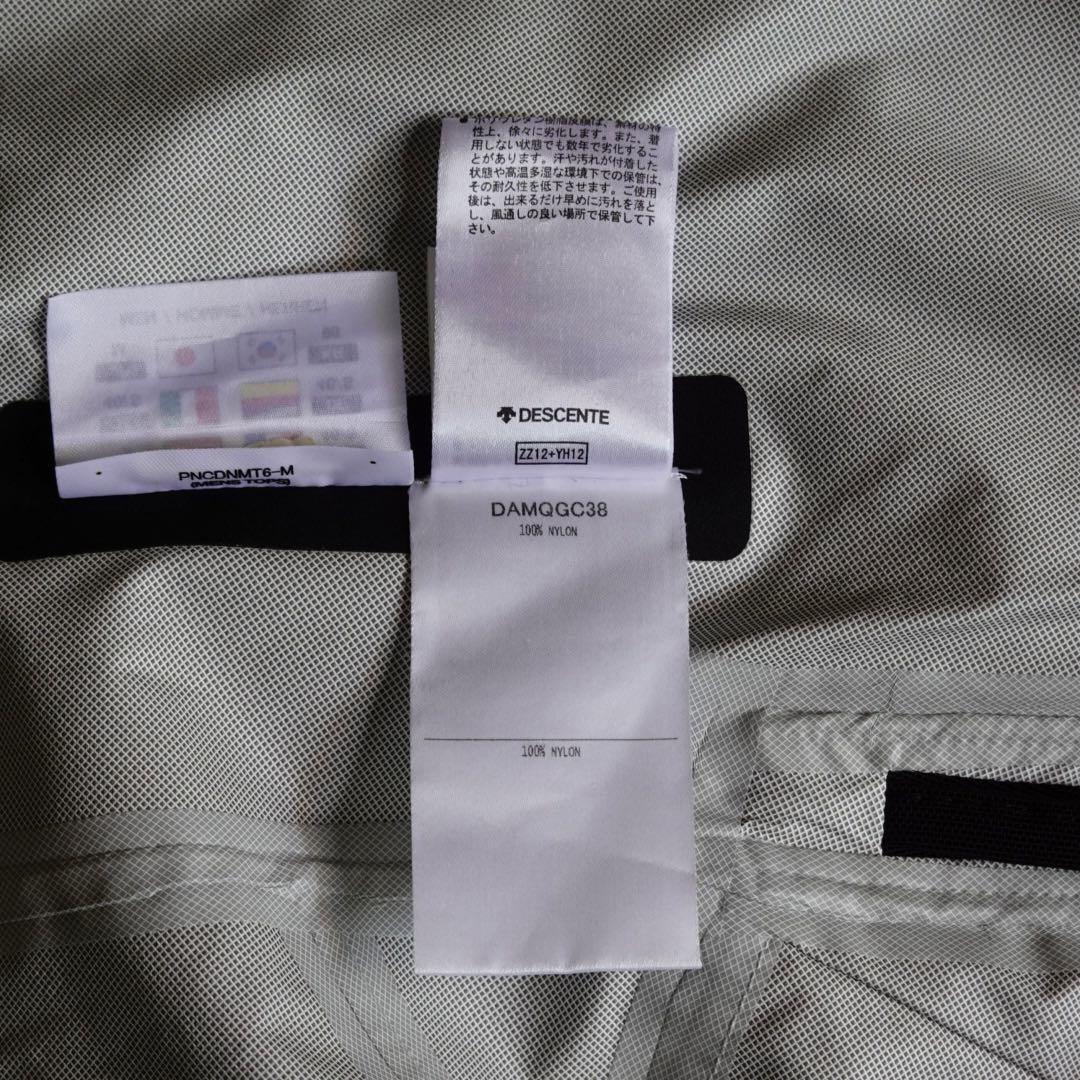 ポリウレタン樹脂皮膜は、素材の特
性上、徐々に劣化します。また、着
用しない状態でも数年で劣化するこ
とがあります。汗や汚れが付着した
状態や高温多湿な環境下での保管は、
その耐久性を低下させます。ご使用
後は、出来るだけ早めに汚れを落と
し、風通しの良い場所で保管して下
さい。
DESCENTE
ZZ12+YH12
PNCDNMT6-M
(MENS TOPS)
DAMQGC38
100% NYLON
100% NYLON
MEN / HOMBRE / HERREN